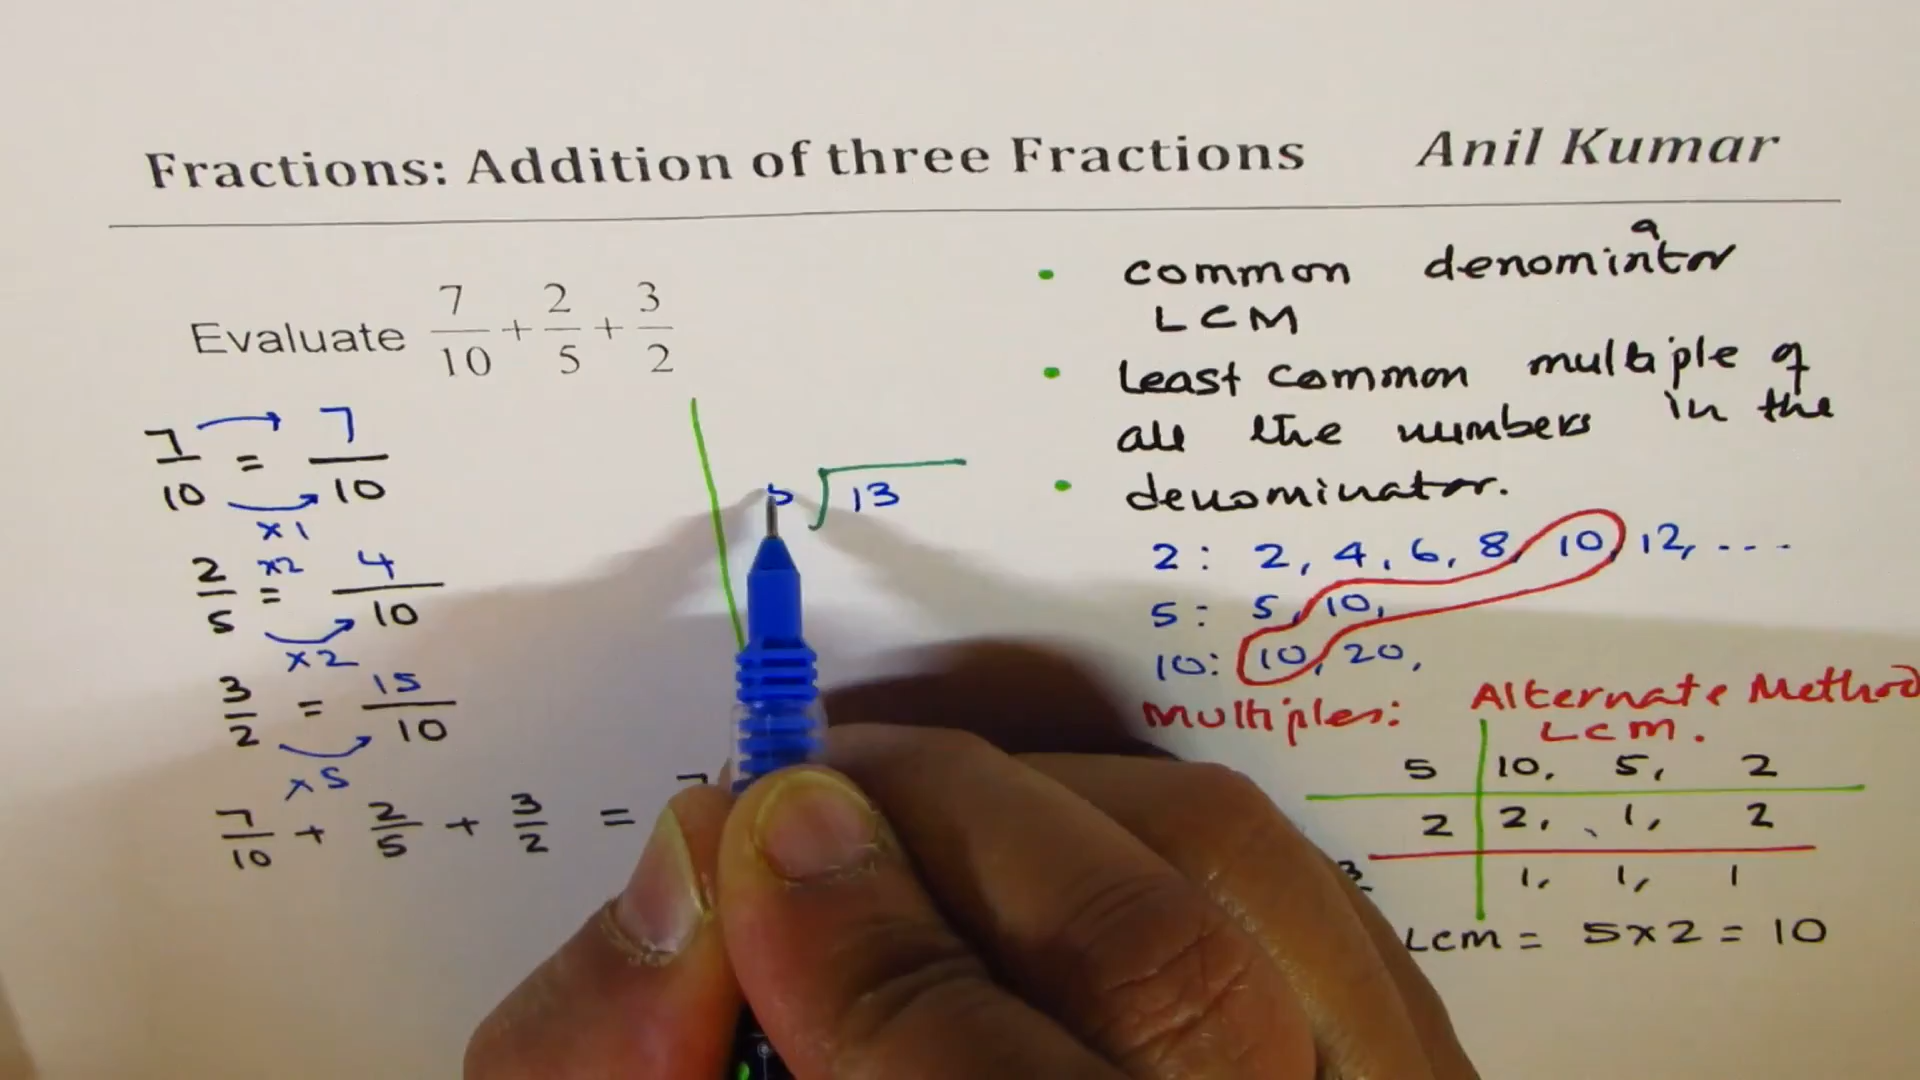 Fractions: Addition of three Fractions Anil Kumar
Evaluate 7/10 + 2/5 + 3/2
7/10 = 7/10
×1
2/5 = 4/10
×2
×2
3/2 = 15/10
×5
7/10 + 2/5 + 3/2 = 7
5 13
• common denominator
LCM
• Least common multiple of
all the numbers in the
• denominator.
2: 2, 4, 6, 8, 10, 12, ...
5: 5, 10,
10: 10, 20,
Multiples:
Alternate Method
LCM.
5 10, 5, 2
2 2, 1, 2
1, 1, 1
LCM = 5×2 = 10